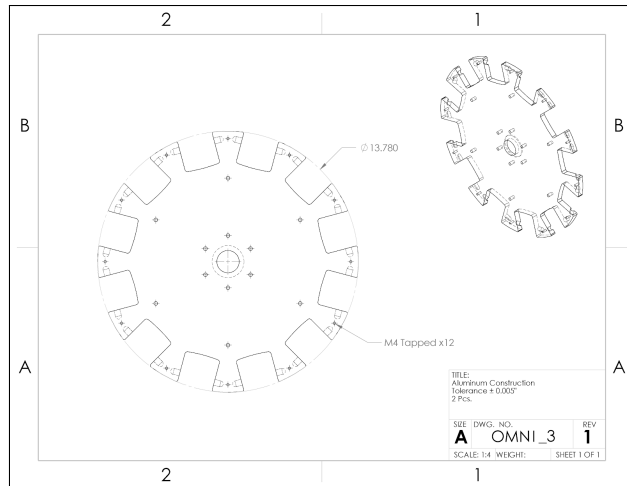 2
1
B
B
Ø 13.780
M4 Tapped x12
A
A
TITLE:
Aluminum Construction
Tolerance ± 0.005"
2 Pcs.
SIZE DWG. NO. REV
A OMNI_3 1
SCALE: 1:4 WEIGHT: SHEET 1 OF 1
2
1